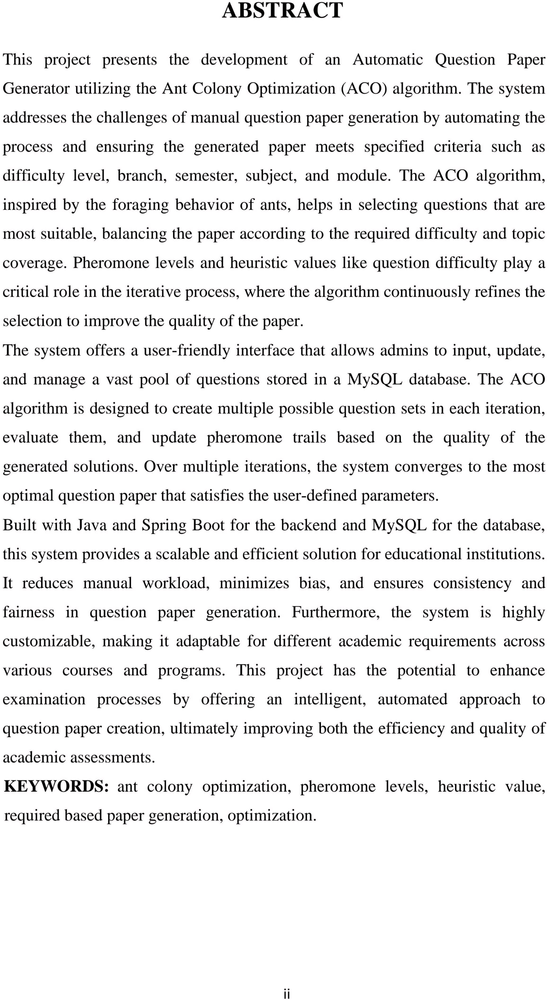 ABSTRACT
This project presents the development of an Automatic Question Paper
Generator utilizing the Ant Colony Optimization (ACO) algorithm. The system
addresses the challenges of manual question paper generation by automating the
process and ensuring the generated paper meets specified criteria such as
difficulty level, branch, semester, subject, and module. The ACO algorithm,
inspired by the foraging behavior of ants, helps in selecting questions that are
most suitable, balancing the paper according to the required difficulty and topic
coverage. Pheromone levels and heuristic values like question difficulty play a
critical role in the iterative process, where the algorithm continuously refines the
selection to improve the quality of the paper.
The system offers a user-friendly interface that allows admins to input, update,
and manage a vast pool of questions stored in a MySQL database. The ACO
algorithm is designed to create multiple possible question sets in each iteration,
evaluate them, and update pheromone trails based on the quality of the
generated solutions. Over multiple iterations, the system converges to the most
optimal question paper that satisfies the user-defined parameters.
Built with Java and Spring Boot for the backend and MySQL for the database,
this system provides a scalable and efficient solution for educational institutions.
It reduces manual workload, minimizes bias, and ensures consistency and
fairness in question paper generation. Furthermore, the system is highly
customizable, making it adaptable for different academic requirements across
various courses and programs. This project has the potential to enhance
examination processes by offering an intelligent, automated approach to
question paper creation, ultimately improving both the efficiency and quality of
academic assessments.
KEYWORDS: ant colony optimization, pheromone levels, heuristic value,
required based paper generation, optimization.
ii